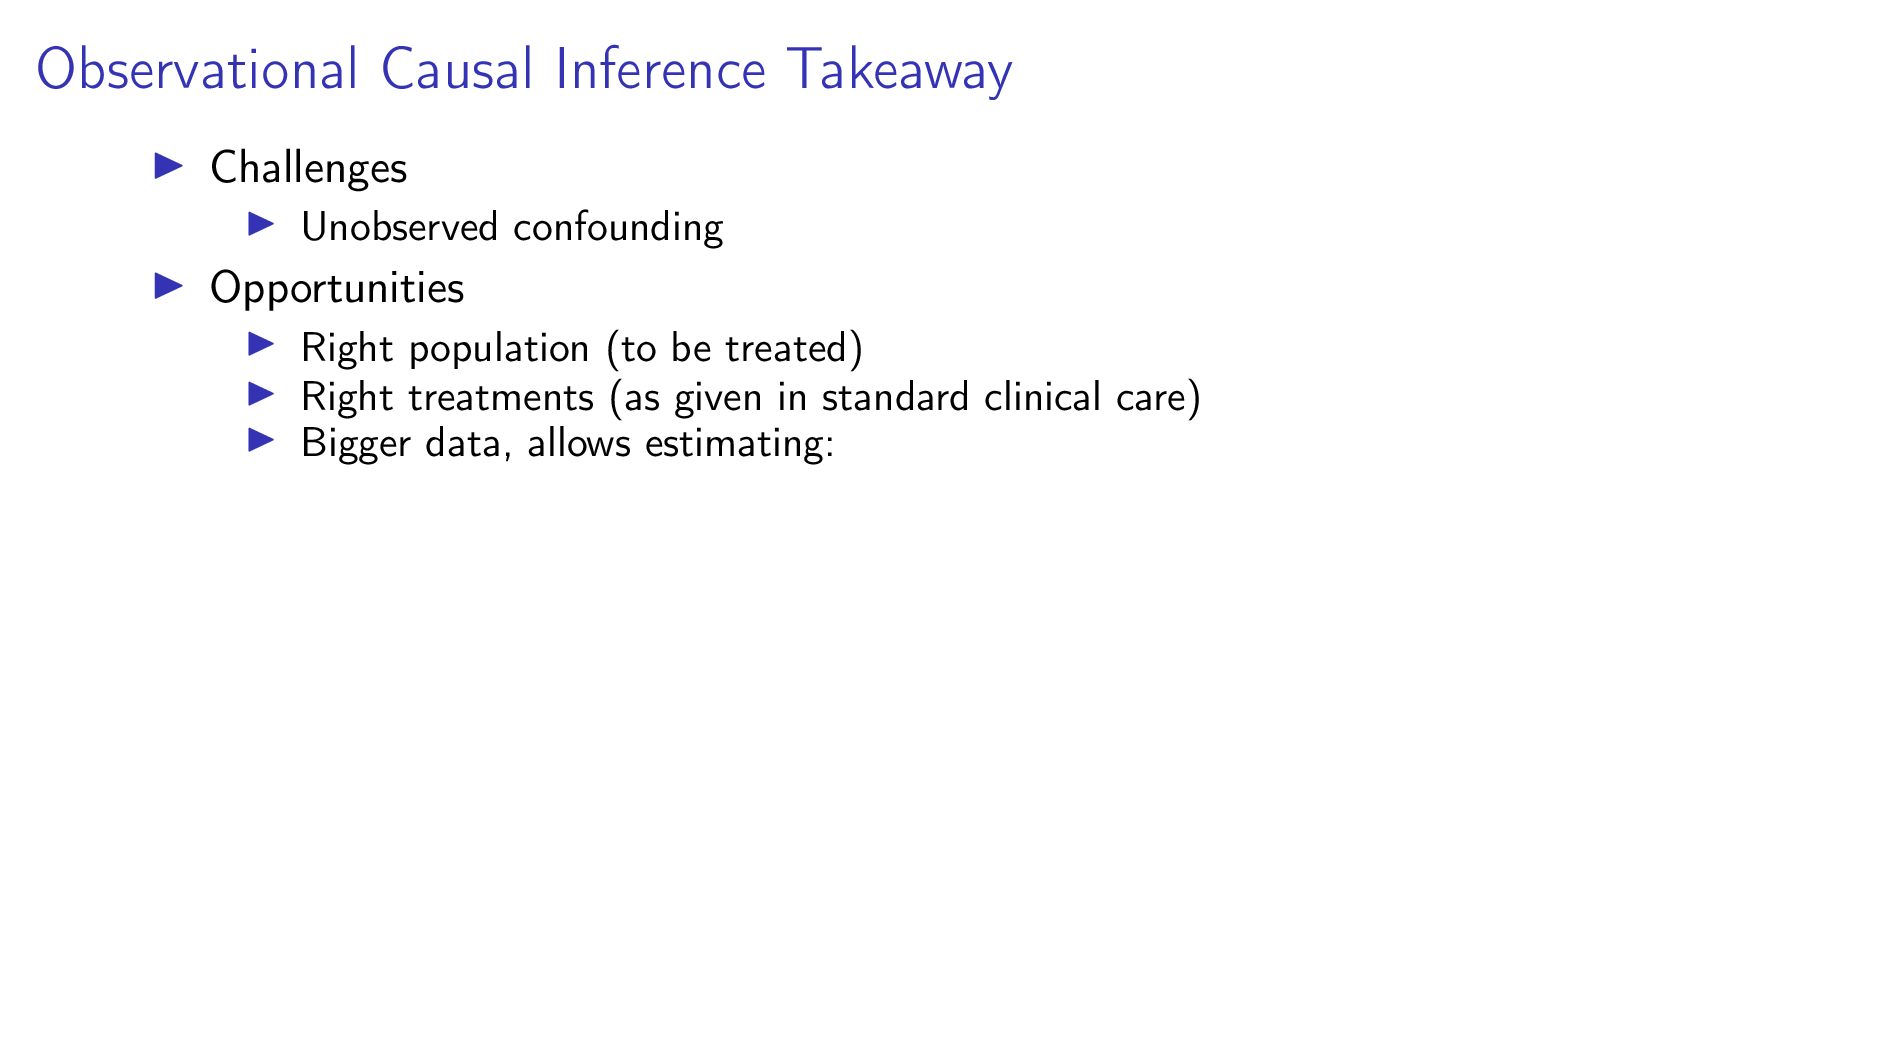 Observational Causal Inference Takeaway
Challenges
Unobserved confounding
Opportunities
Right population (to be treated)
Right treatments (as given in standard clinical care)
Bigger data, allows estimating: